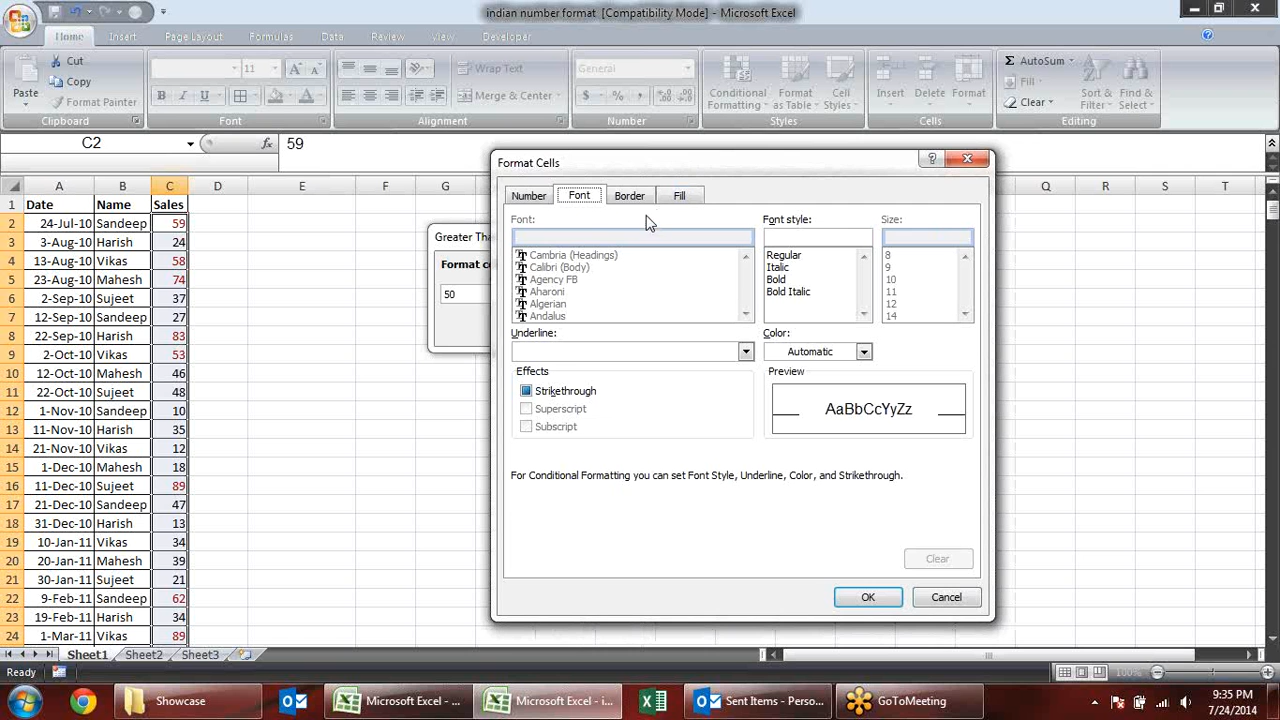 indian number format [Compatibility Mode] - Microsoft Excel
Home Insert Page Layout Formulas Data Review View Developer
Paste
Cut
Copy
Format Painter
Clipboard
11
A A
B I U
A
Font
Wrap Text
Merge & Center
Alignment
General
$ % ,
Number
Conditional Formatting
Format as Table
Cell Styles
Styles
Insert Delete Format
Cells
AutoSum
Fill
Clear
Sort & Filter
Find & Select
Editing
C2 fx 59
A B C D E F G Q R S T
1 Date Name Sales
2 24-Jul-10 Sandeep 59
3 3-Aug-10 Harish 24
4 13-Aug-10 Vikas 58
5 23-Aug-10 Mahesh 74
6 2-Sep-10 Sujeet 37
7 12-Sep-10 Sandeep 27
8 22-Sep-10 Harish 83
9 2-Oct-10 Vikas 53
10 12-Oct-10 Mahesh 46
11 22-Oct-10 Sujeet 48
12 1-Nov-10 Sandeep 10
13 11-Nov-10 Harish 35
14 21-Nov-10 Vikas 12
15 1-Dec-10 Mahesh 18
16 11-Dec-10 Sujeet 89
17 21-Dec-10 Sandeep 47
18 31-Dec-10 Harish 13
19 10-Jan-11 Vikas 34
20 20-Jan-11 Mahesh 39
21 30-Jan-11 Sujeet 21
22 9-Feb-11 Sandeep 62
23 19-Feb-11 Harish 34
24 1-Mar-11 Vikas 89
Greater Tha
Format ce
50
Format Cells
Number Font Border Fill
Font:
Cambria (Headings)
Calibri (Body)
Agency FB
Aharoni
Algerian
Andalus
Font style:
Regular
Italic
Bold
Bold Italic
Size:
8
9
10
11
12
14
Underline:
Color:
Automatic
Effects
Strikethrough
Superscript
Subscript
Preview
AaBbCcYyZz
For Conditional Formatting you can set Font Style, Underline, Color, and Strikethrough.
Clear
OK Cancel
Sheet1 Sheet2 Sheet3
Ready 100%
Showcase Microsoft Excel - ... Microsoft Excel - i... Sent Items - Perso... GoToMeeting
9:35 PM
7/24/2014